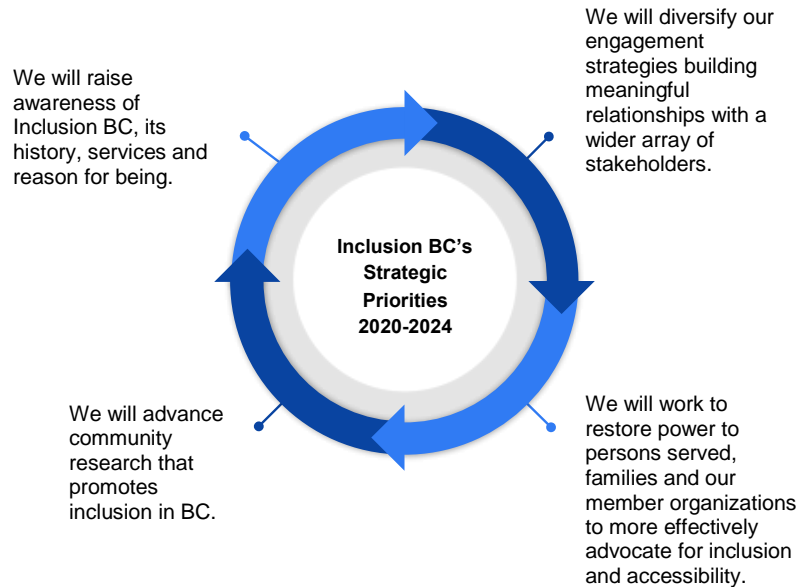 We will raise
awareness of
Inclusion BC, its
history, services and
reason for being.
We will diversify our
engagement
strategies building
meaningful
relationships with a
wider array of
stakeholders.
Inclusion BC’s
Strategic
Priorities
2020-2024
We will advance
community
research that
promotes
inclusion in BC.
We will work to
restore power to
persons served,
families and our
member organizations
to more effectively
advocate for inclusion
and accessibility.